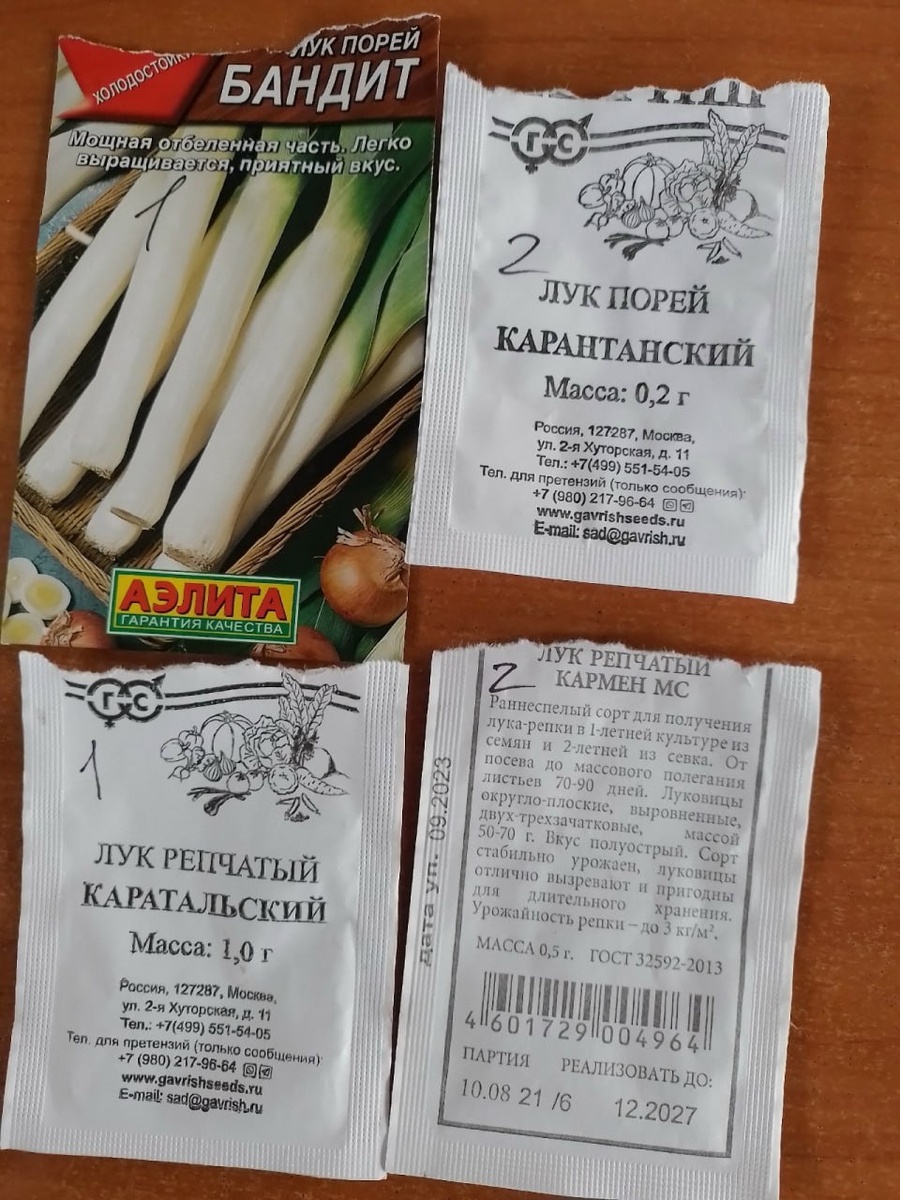 ХОЛОДОСТОЙК
ЛУК ПОРЕЙ
БАНДИТ
Мощная отбеленная часть. Легко
выращивается, приятный вкус.
1
АЭЛИТА
ГАРАНТИЯ КАЧЕСТВА
ГС
2
ЛУК ПОРЕЙ
КАРАНТАНСКИЙ
Масса: 0,2 г
Россия, 127287, Москва,
ул. 2-я Хуторская, д. 11
Тел.: +7(499) 551-54-05
Тел. для претензий (только сообщения):
+7 (980) 217-96-64
www.gavrishseeds.ru
E-mail: sad@gavrish.ru
ГС
1
ЛУК РЕПЧАТЫЙ
КАРАТАЛЬСКИЙ
Масса: 1,0 г
Россия, 127287, Москва,
ул. 2-я Хуторская, д. 11
Тел.: +7(499) 551-54-05
Тел. для претензий (только сообщения):
+7 (980) 217-96-64
www.gavrishseeds.ru
E-mail: sad@gavrish.ru
ЛУК РЕПЧАТЫЙ
2
КАРМЕН МС
Раннеспелый сорт для получения
лука-репки в 1-летней культуре из
семян и 2-летней из севка. От
посева до массового полегания
листьев 70-90 дней. Луковицы
округло-плоские, выровненные,
двух-трехзачатковые, массой
50-70 г. Вкус полуострый. Сорт
стабильно урожаен, луковицы
отлично вызревают и пригодны
для длительного хранения.
Урожайность репки – до 3 кг/м².
МАССА 0,5 г. ГОСТ 32592-2013
4 601729 004964
ПАРТИЯ РЕАЛИЗОВАТЬ ДО:
10.08 21 /6 12.2027
Дата уп. 09.2023